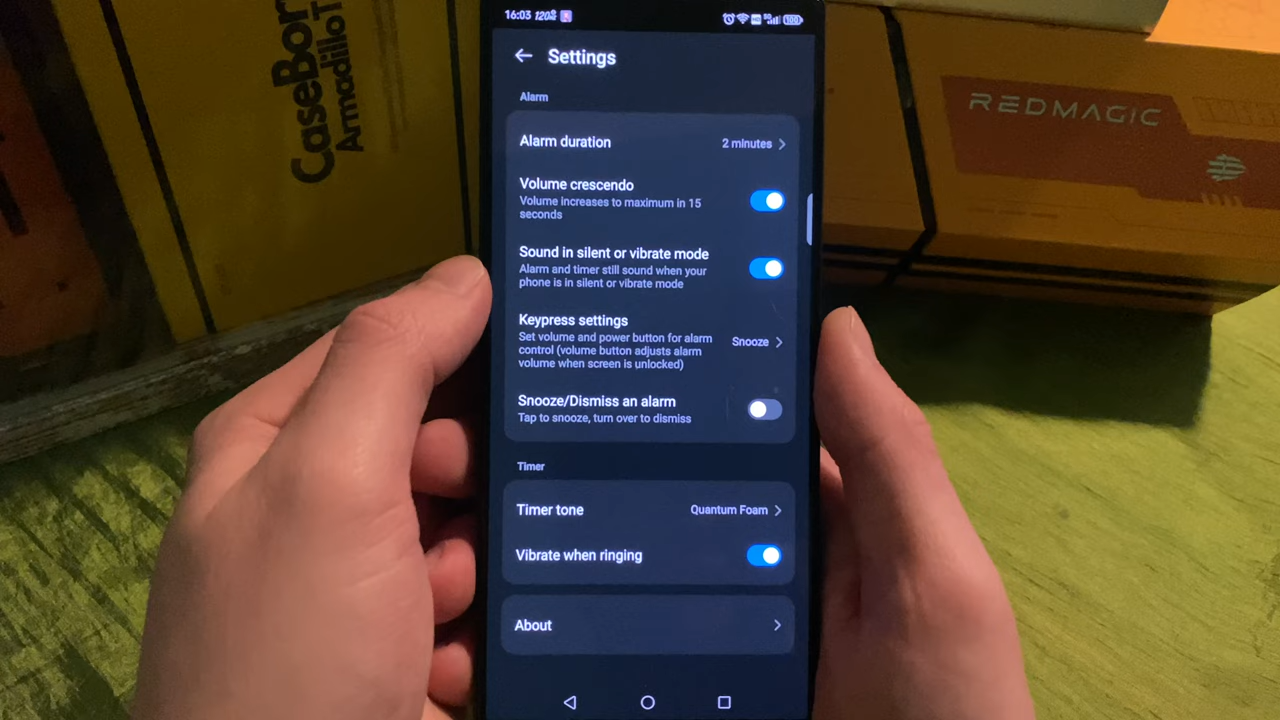 16:03
Settings
Alarm
Alarm duration
2 minutes
Volume crescendo
Volume increases to maximum in 15
seconds
Sound in silent or vibrate mode
Alarm and timer still sound when your
phone is in silent or vibrate mode
Keypress settings
Set volume and power button for alarm
control (volume button adjusts alarm
volume when screen is unlocked)
Snooze
Snooze/Dismiss an alarm
Tap to snooze, turn over to dismiss
Timer
Timer tone
Quantum Foam
Vibrate when ringing
About
CaseBor
ArmadilloT
REDMAGIC